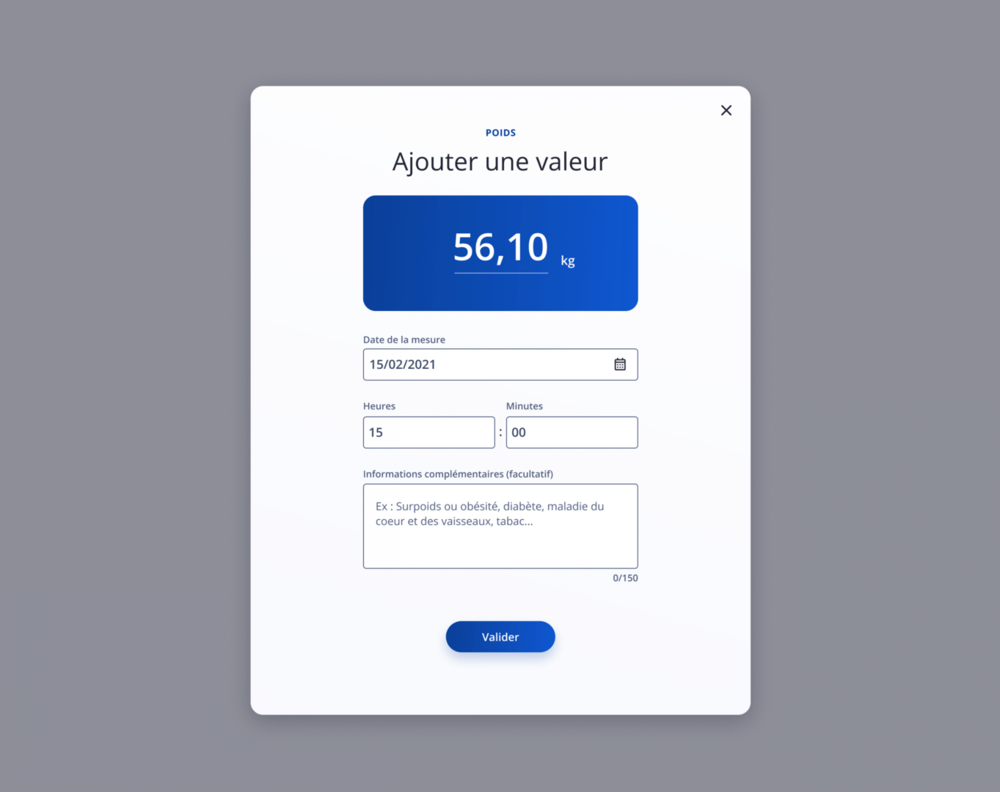 POIDS
Ajouter une valeur
56,10 kg
Date de la mesure
15/02/2021
Heures
Minutes
15 : 00
Informations complémentaires (facultatif)
Ex : Surpoids ou obésité, diabète, maladie du
coeur et des vaisseaux, tabac...
0/150
Valider